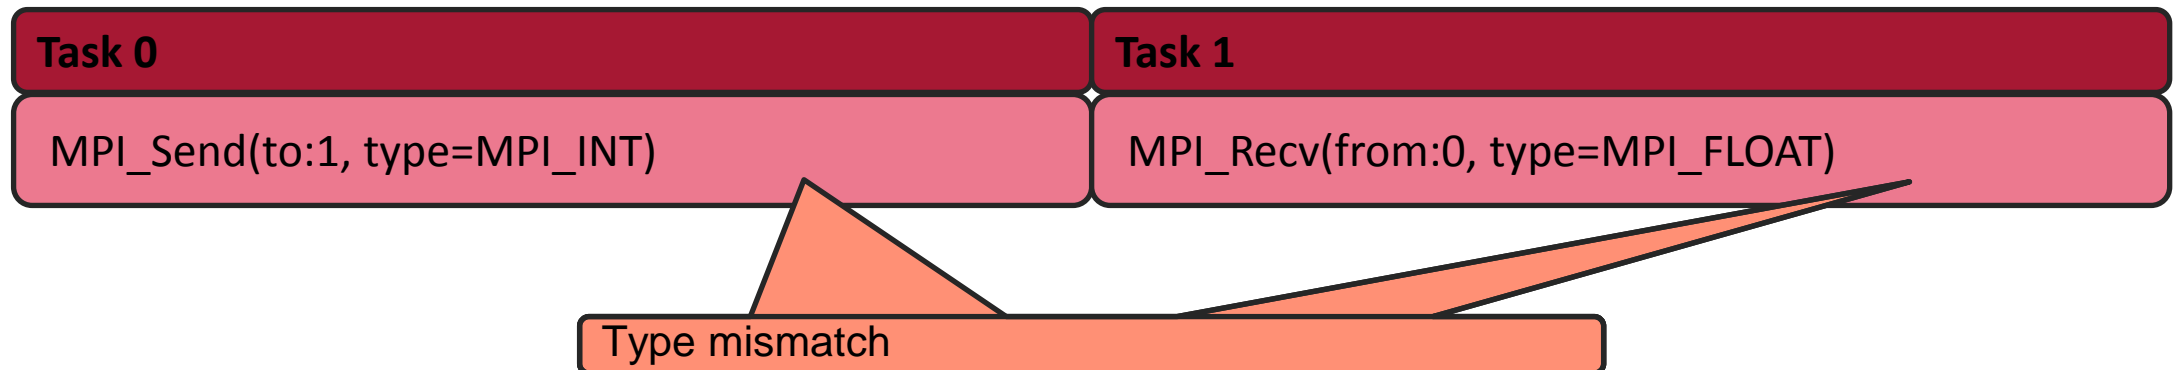 Task 0
Task 1
MPI_Send(to:1, type=MPI_INT)
MPI_Recv(from:0, type=MPI_FLOAT)
Type mismatch